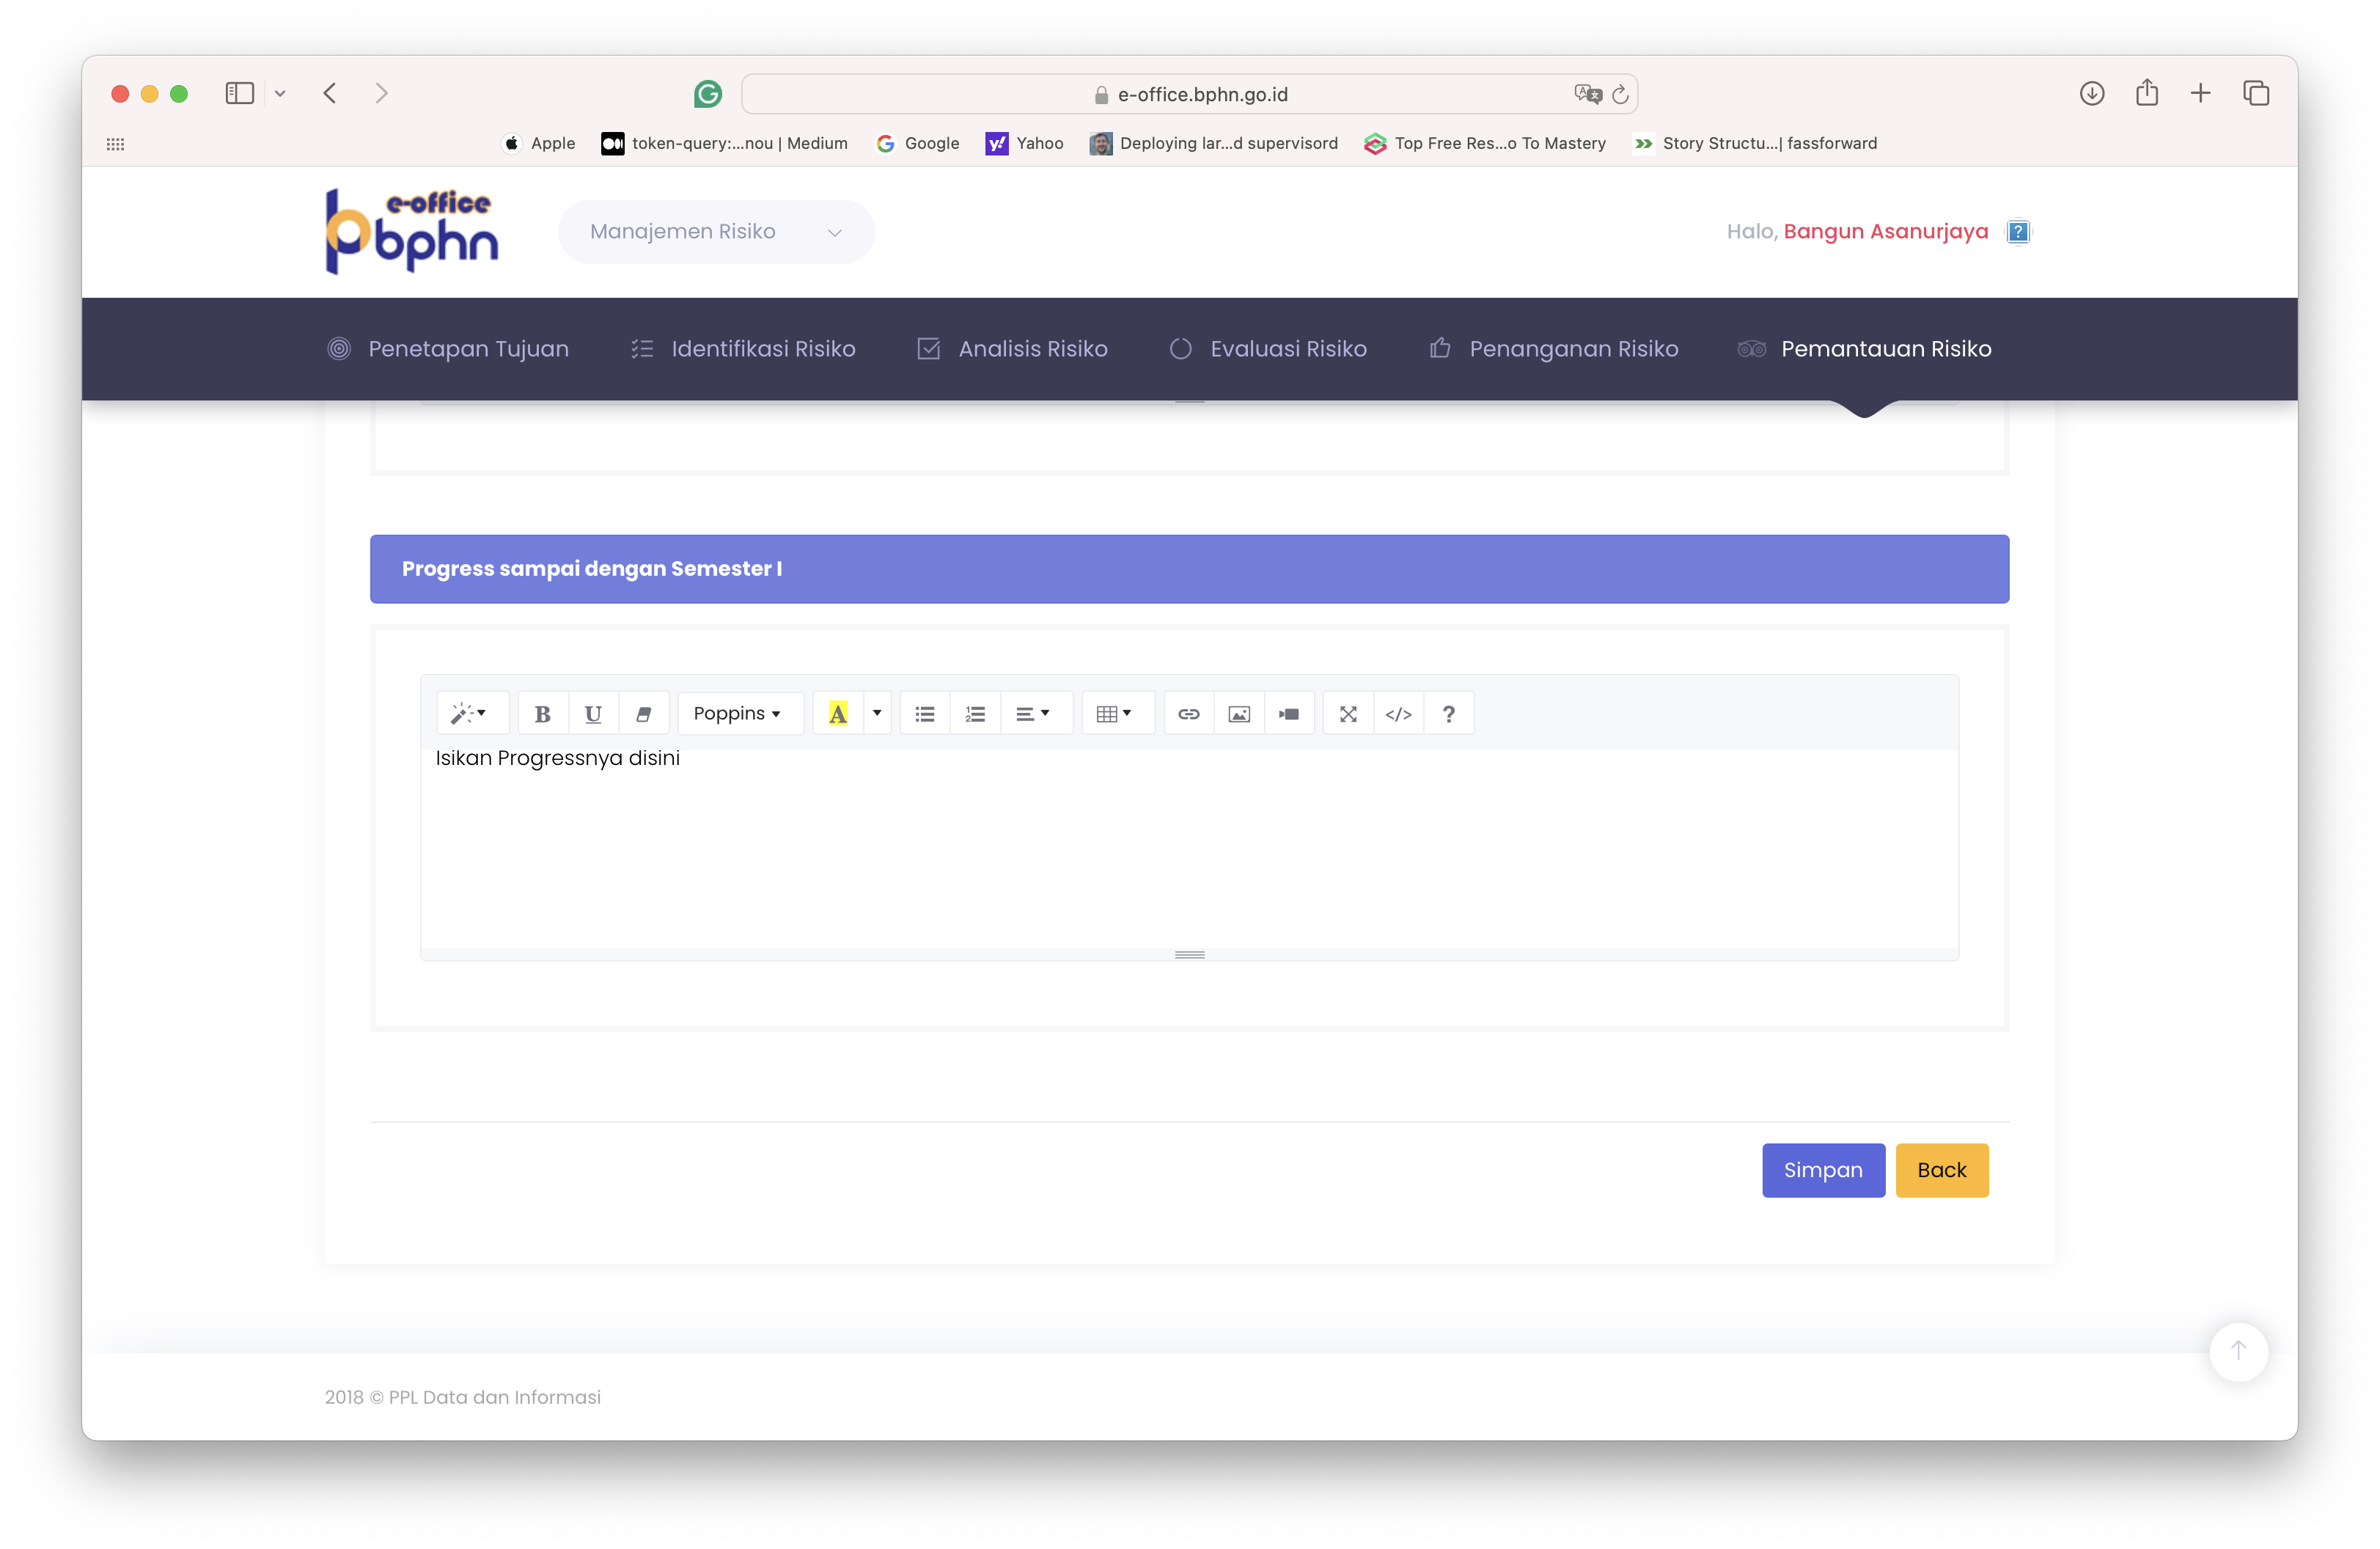 e-office.bphn.go.id
Apple
token-query:...nou | Medium
Google
Yahoo
Deploying lar...d supervisord
Top Free Res...o To Mastery
Story Structu...| fassforward
e-office
bphn
Manajemen Risiko
Halo, Bangun Asanurjaya
Penetapan Tujuan
Identifikasi Risiko
Analisis Risiko
Evaluasi Risiko
Penanganan Risiko
Pemantauan Risiko
Progress sampai dengan Semester I
B
U
Poppins
A
</>
?
Isikan Progressnya disini
Simpan
Back
2018 © PPL Data dan Informasi